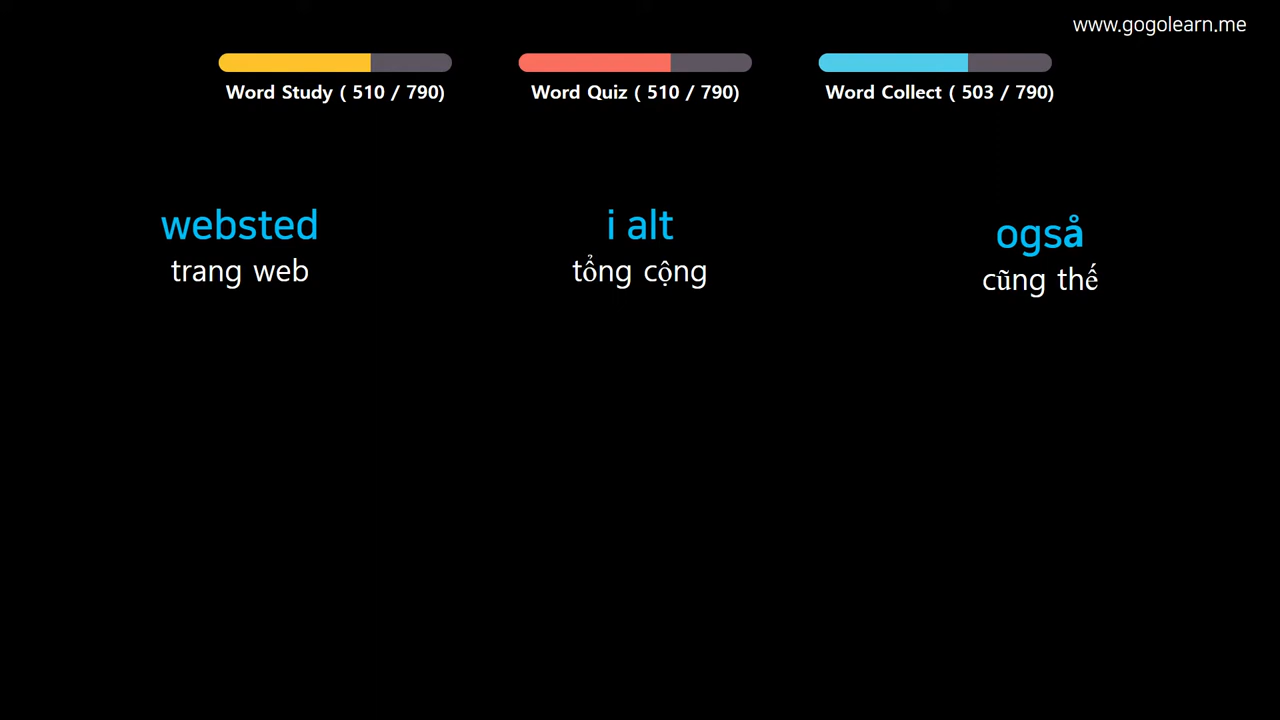 www.gogolearn.me
Word Study ( 510 / 790)
Word Quiz ( 510 / 790)
Word Collect ( 503 / 790)
websted
trang web
i alt
tổng cộng
også
cũng thế